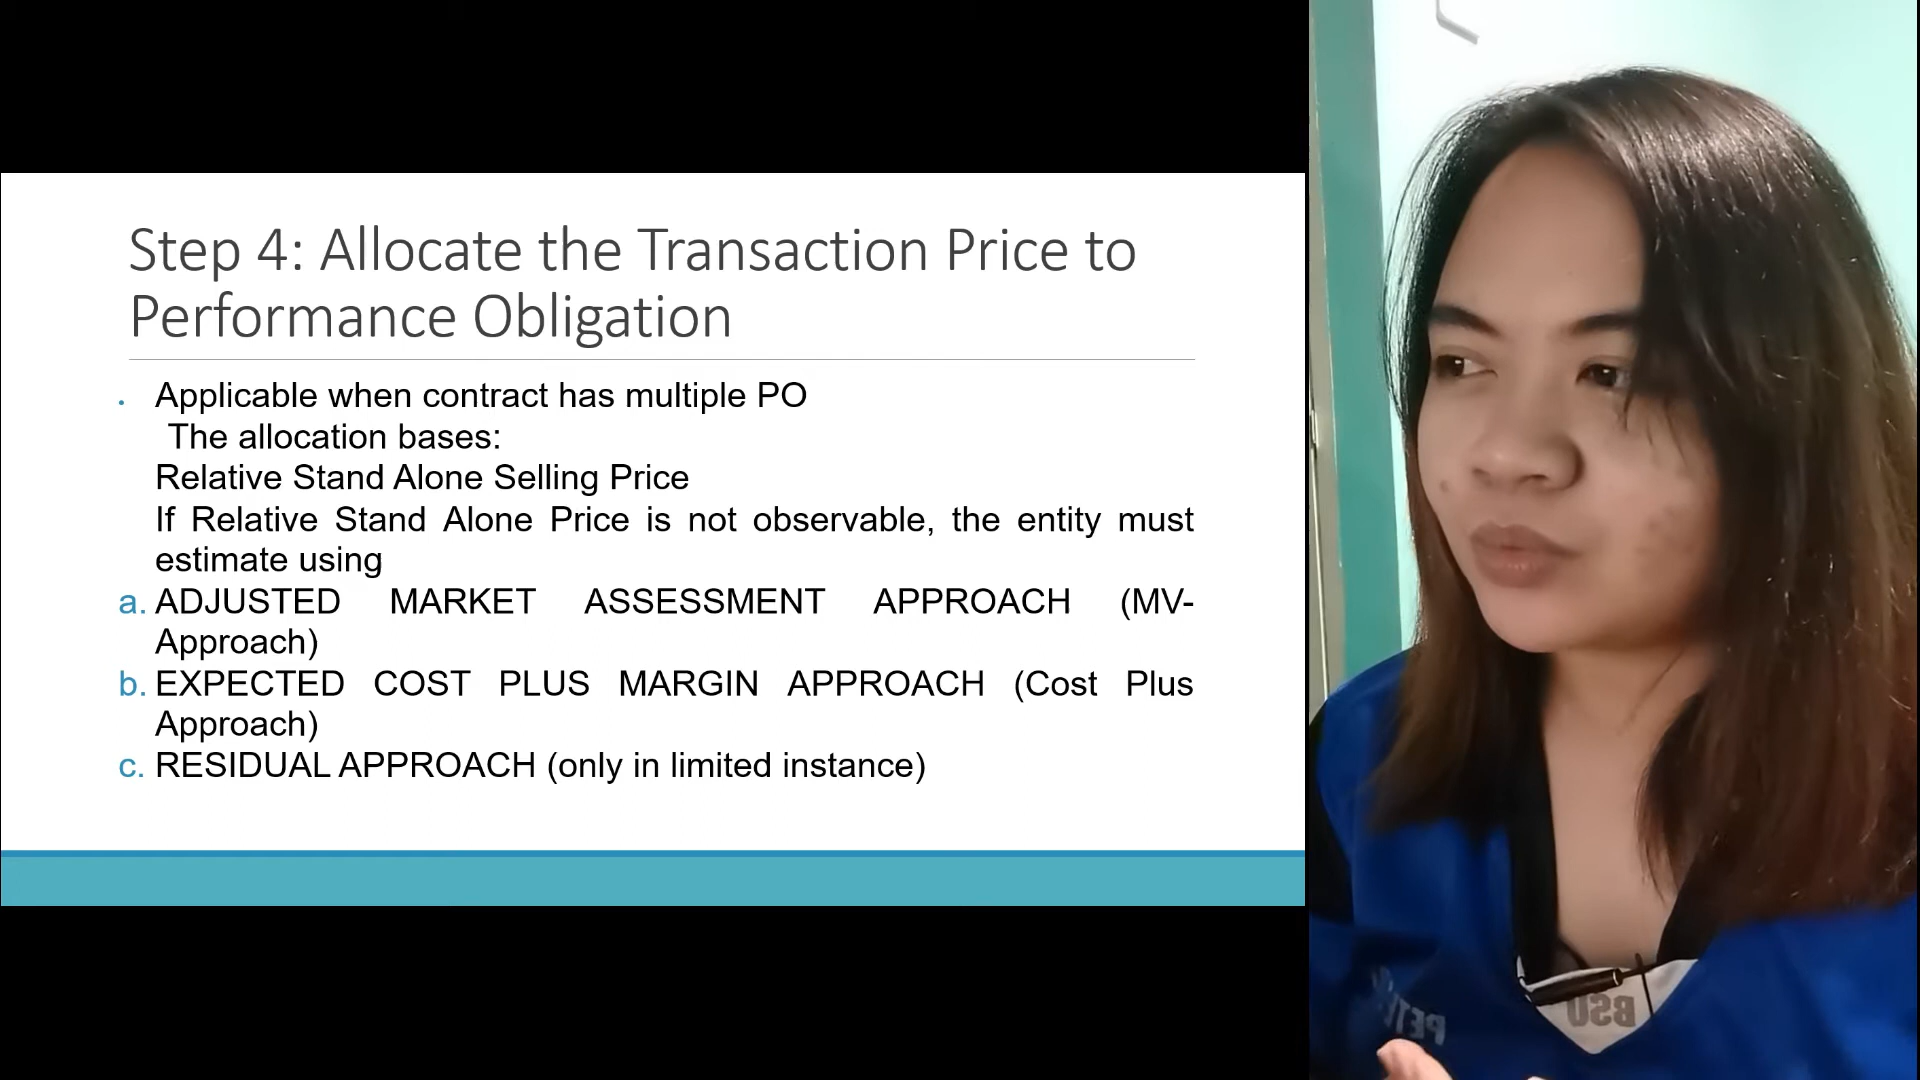 Step 4: Allocate the Transaction Price to
Performance Obligation
Applicable when contract has multiple PO
The allocation bases:
Relative Stand Alone Selling Price
If Relative Stand Alone Price is not observable, the entity must
estimate using
a. ADJUSTED MARKET ASSESSMENT APPROACH (MV-
Approach)
b. EXPECTED COST PLUS MARGIN APPROACH (Cost Plus
Approach)
c. RESIDUAL APPROACH (only in limited instance)
BSU